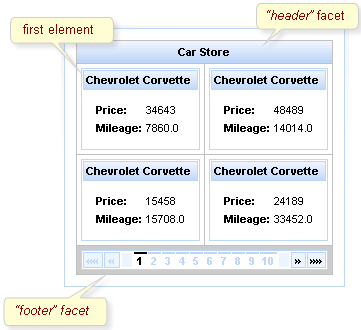 “header” facet
first element
Car Store
Chevrolet Corvette
Price: 34643
Mileage: 7860.0
Chevrolet Corvette
Price: 48489
Mileage: 14014.0
Chevrolet Corvette
Price: 15458
Mileage: 15708.0
Chevrolet Corvette
Price: 24189
Mileage: 33452.0
«« « 1 2 3 4 5 6 7 8 9 10 » »»
“footer” facet